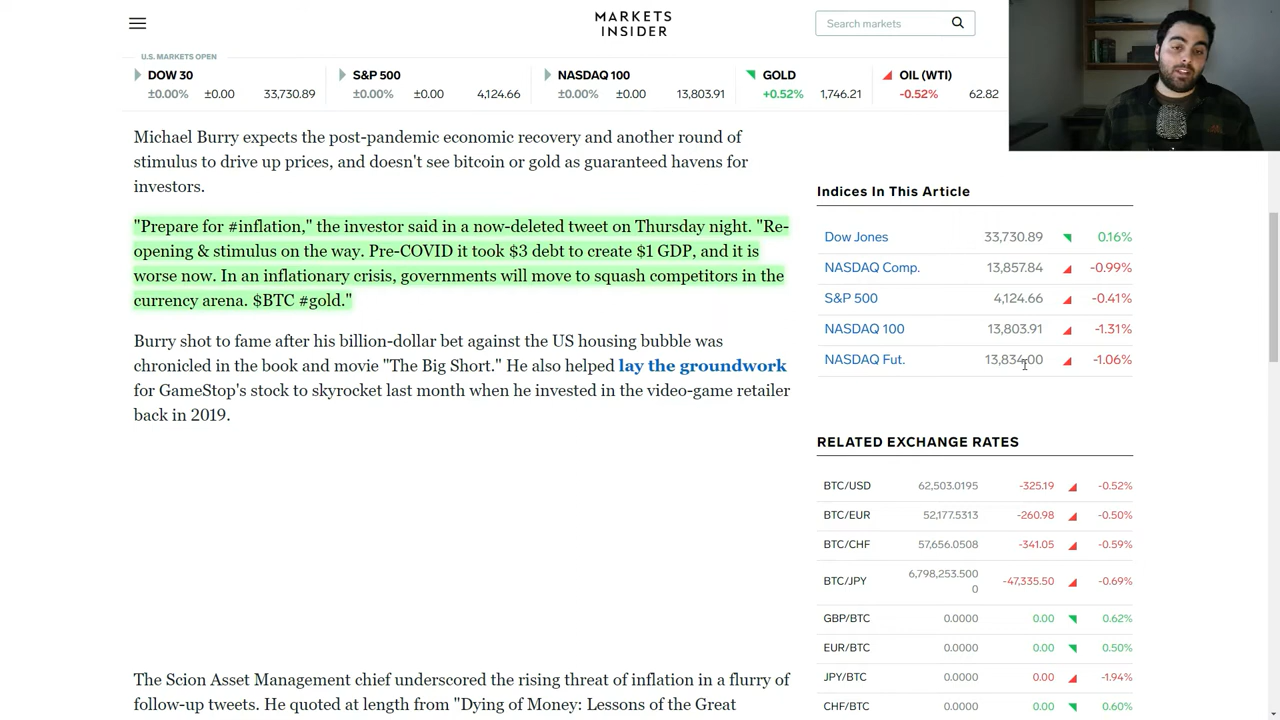 MARKETS
INSIDER
Search markets
U.S. MARKETS OPEN
DOW 30
±0.00% ±0.00 33,730.89
S&P 500
±0.00% ±0.00 4,124.66
NASDAQ 100
±0.00% ±0.00 13,803.91
GOLD
+0.52% 1,746.21
OIL (WTI)
-0.52% 62.82
Michael Burry expects the post-pandemic economic recovery and another round of
stimulus to drive up prices, and doesn't see bitcoin or gold as guaranteed havens for
investors.
"Prepare for #inflation," the investor said in a now-deleted tweet on Thursday night. "Re-
opening & stimulus on the way. Pre-COVID it took $3 debt to create $1 GDP, and it is
worse now. In an inflationary crisis, governments will move to squash competitors in the
currency arena. $BTC #gold."
Burry shot to fame after his billion-dollar bet against the US housing bubble was
chronicled in the book and movie "The Big Short." He also helped lay the groundwork
for GameStop's stock to skyrocket last month when he invested in the video-game retailer
back in 2019.
The Scion Asset Management chief underscored the rising threat of inflation in a flurry of
follow-up tweets. He quoted at length from "Dying of Money: Lessons of the Great
Indices In This Article
Dow Jones 33,730.89 0.16%
NASDAQ Comp. 13,857.84 -0.99%
S&P 500 4,124.66 -0.41%
NASDAQ 100 13,803.91 -1.31%
NASDAQ Fut. 13,834.00 -1.06%
RELATED EXCHANGE RATES
BTC/USD 62,503.0195 -325.19 -0.52%
BTC/EUR 52,177.5313 -260.98 -0.50%
BTC/CHF 57,656.0508 -341.05 -0.59%
BTC/JPY 6,798,253.500
0 -47,335.50 -0.69%
GBP/BTC 0.0000 0.00 0.62%
EUR/BTC 0.0000 0.00 0.50%
JPY/BTC 0.0000 0.00 -1.94%
CHF/BTC 0.0000 0.00 0.60%